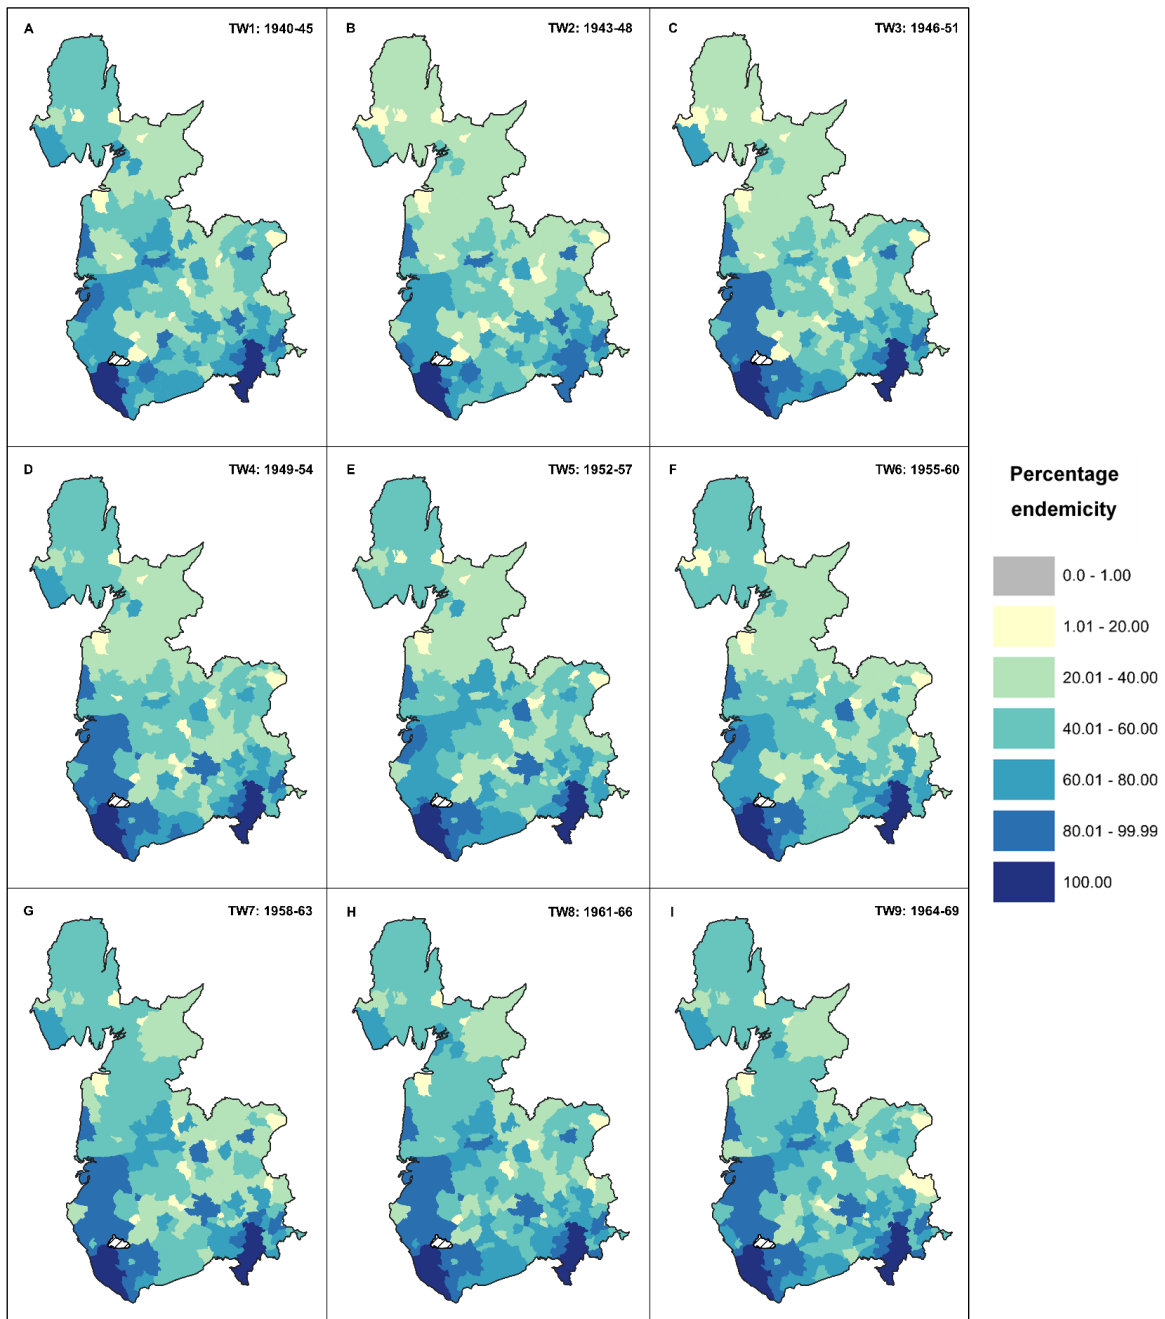 A TW1: 1940-45
B TW2: 1943-48
C TW3: 1946-51
D TW4: 1949-54
E TW5: 1952-57
F TW6: 1955-60
G TW7: 1958-63
H TW8: 1961-66
I TW9: 1964-69
Percentage
endemicity
0.0 - 1.00
1.01 - 20.00
20.01 - 40.00
40.01 - 60.00
60.01 - 80.00
80.01 - 99.99
100.00